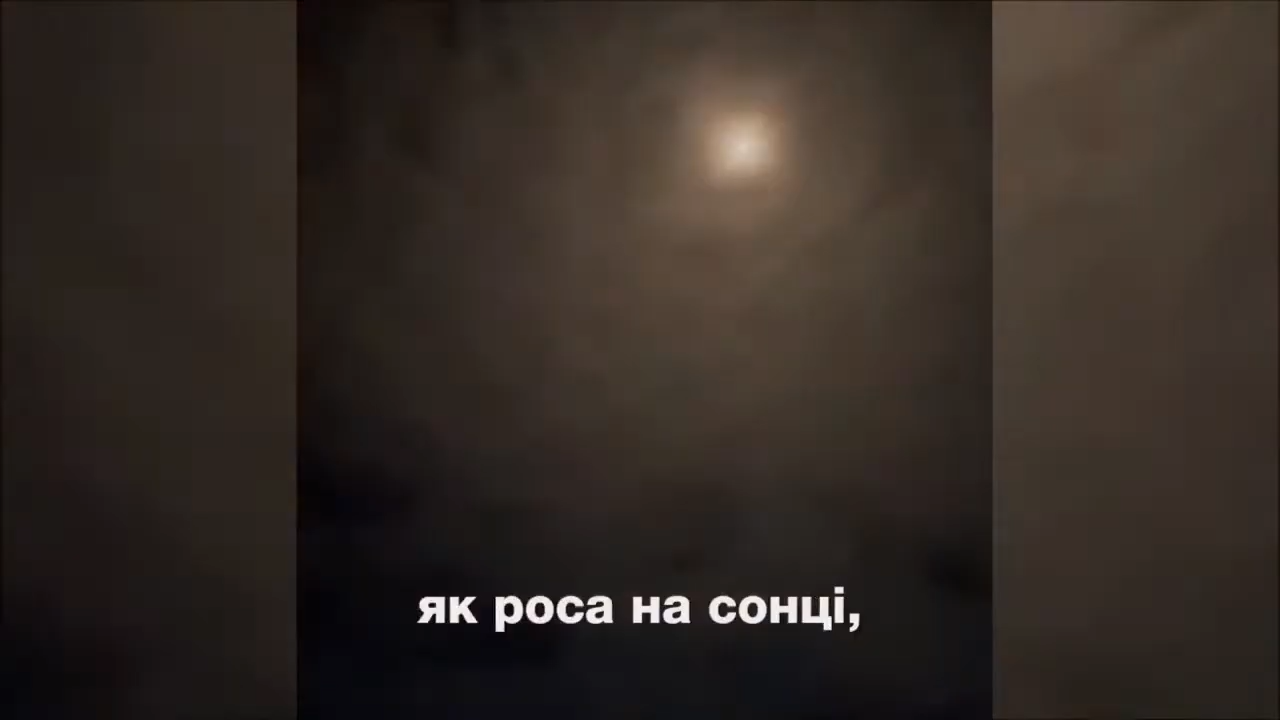 як роса на сонці,